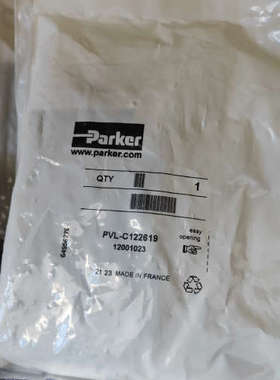 Parker
www.parker.com
QTY 1
PVL-C122619
12001023
easy
opening
21 23 MADE IN FRANCE